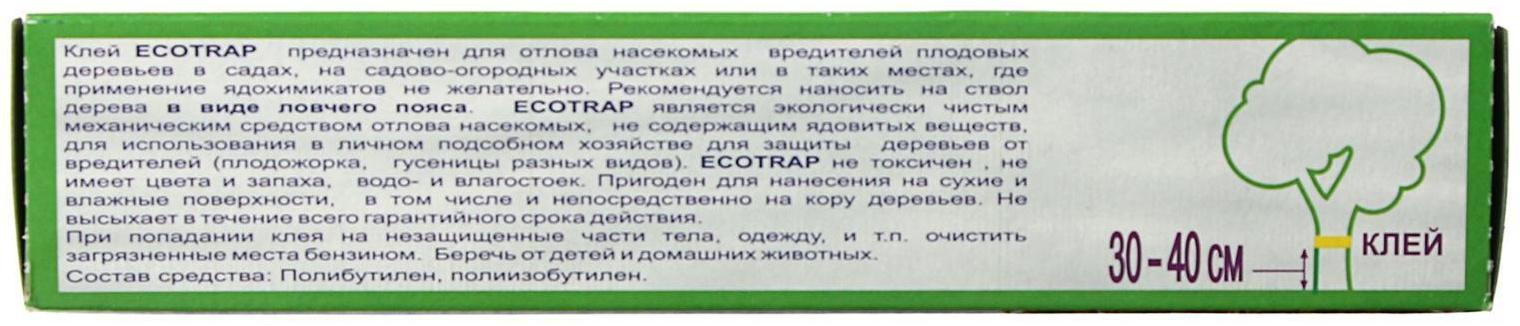 Клей ECOTRAP предназначен для отлова насекомых вредителей плодовых
деревьев в садах, на садово-огородных участках или в таких местах, где
применение ядохимикатов не желательно. Рекомендуется наносить на ствол
дерева в виде ловчего пояса. ECOTRAP является экологически чистым
механическим средством отлова насекомых, не содержащим ядовитых веществ,
для использования в личном подсобном хозяйстве для защиты деревьев от
вредителей (плодожорка, гусеницы разных видов). ECOTRAP не токсичен , не
имеет цвета и запаха, водо- и влагостоек. Пригоден для нанесения на сухие и
влажные поверхности, в том числе и непосредственно на кору деревьев. Не
высыхает в течение всего гарантийного срока действия.
При попадании клея на незащищенные части тела, одежду, и т.п. очистить
загрязненные места бензином. Беречь от детей и домашних животных.
Состав средства: Полибутилен, полиизобутилен.
30-40 СМ
КЛЕЙ